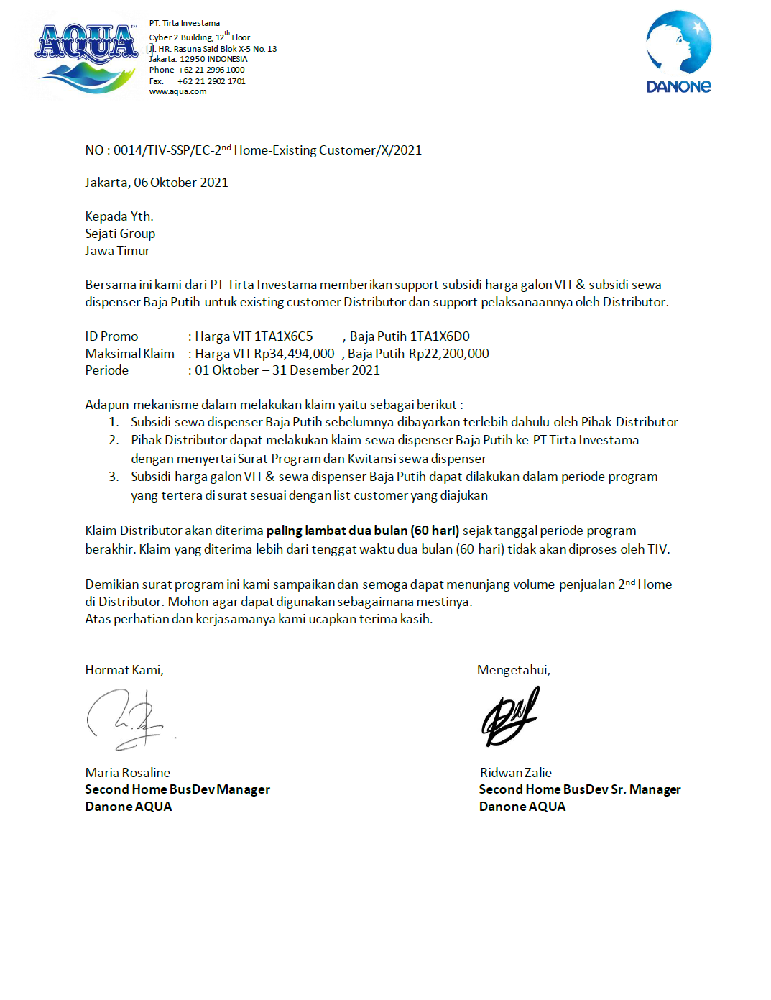 AQUA™
PT. Tirta Investama
Cyber 2 Building, 12th Floor.
Jl. HR. Rasuna Said Blok X-5 No. 13
Jakarta. 12950 INDONESIA
Phone +62 21 2996 1000
Fax. +62 21 2902 1701
www.aqua.com
DANONE
NO : 0014/TIV-SSP/EC-2nd Home-Existing Customer/X/2021
Jakarta, 06 Oktober 2021
Kepada Yth.
Sejati Group
Jawa Timur
Bersama ini kami dari PT Tirta Investama memberikan support subsidi harga galon VIT & subsidi sewa
dispenser Baja Putih untuk existing customer Distributor dan support pelaksanaannya oleh Distributor.
ID Promo : Harga VIT 1TA1X6C5 , Baja Putih 1TA1X6D0
Maksimal Klaim : Harga VIT Rp34,494,000 , Baja Putih Rp22,200,000
Periode : 01 Oktober – 31 Desember 2021
Adapun mekanisme dalam melakukan klaim yaitu sebagai berikut :
1. Subsidi sewa dispenser Baja Putih sebelumnya dibayarkan terlebih dahulu oleh Pihak Distributor
2. Pihak Distributor dapat melakukan klaim sewa dispenser Baja Putih ke PT Tirta Investama
dengan menyertai Surat Program dan Kwitansi sewa dispenser
3. Subsidi harga galon VIT & sewa dispenser Baja Putih dapat dilakukan dalam periode program
yang tertera di surat sesuai dengan list customer yang diajukan
Klaim Distributor akan diterima paling lambat dua bulan (60 hari) sejak tanggal periode program
berakhir. Klaim yang diterima lebih dari tenggat waktu dua bulan (60 hari) tidak akan diproses oleh TIV.
Demikian surat program ini kami sampaikan dan semoga dapat menunjang volume penjualan 2nd Home
di Distributor. Mohon agar dapat digunakan sebagaimana mestinya.
Atas perhatian dan kerjasamanya kami ucapkan terima kasih.
Hormat Kami, Mengetahui,
Maria Rosaline Ridwan Zalie
Second Home BusDev Manager Second Home BusDev Sr. Manager
Danone AQUA Danone AQUA